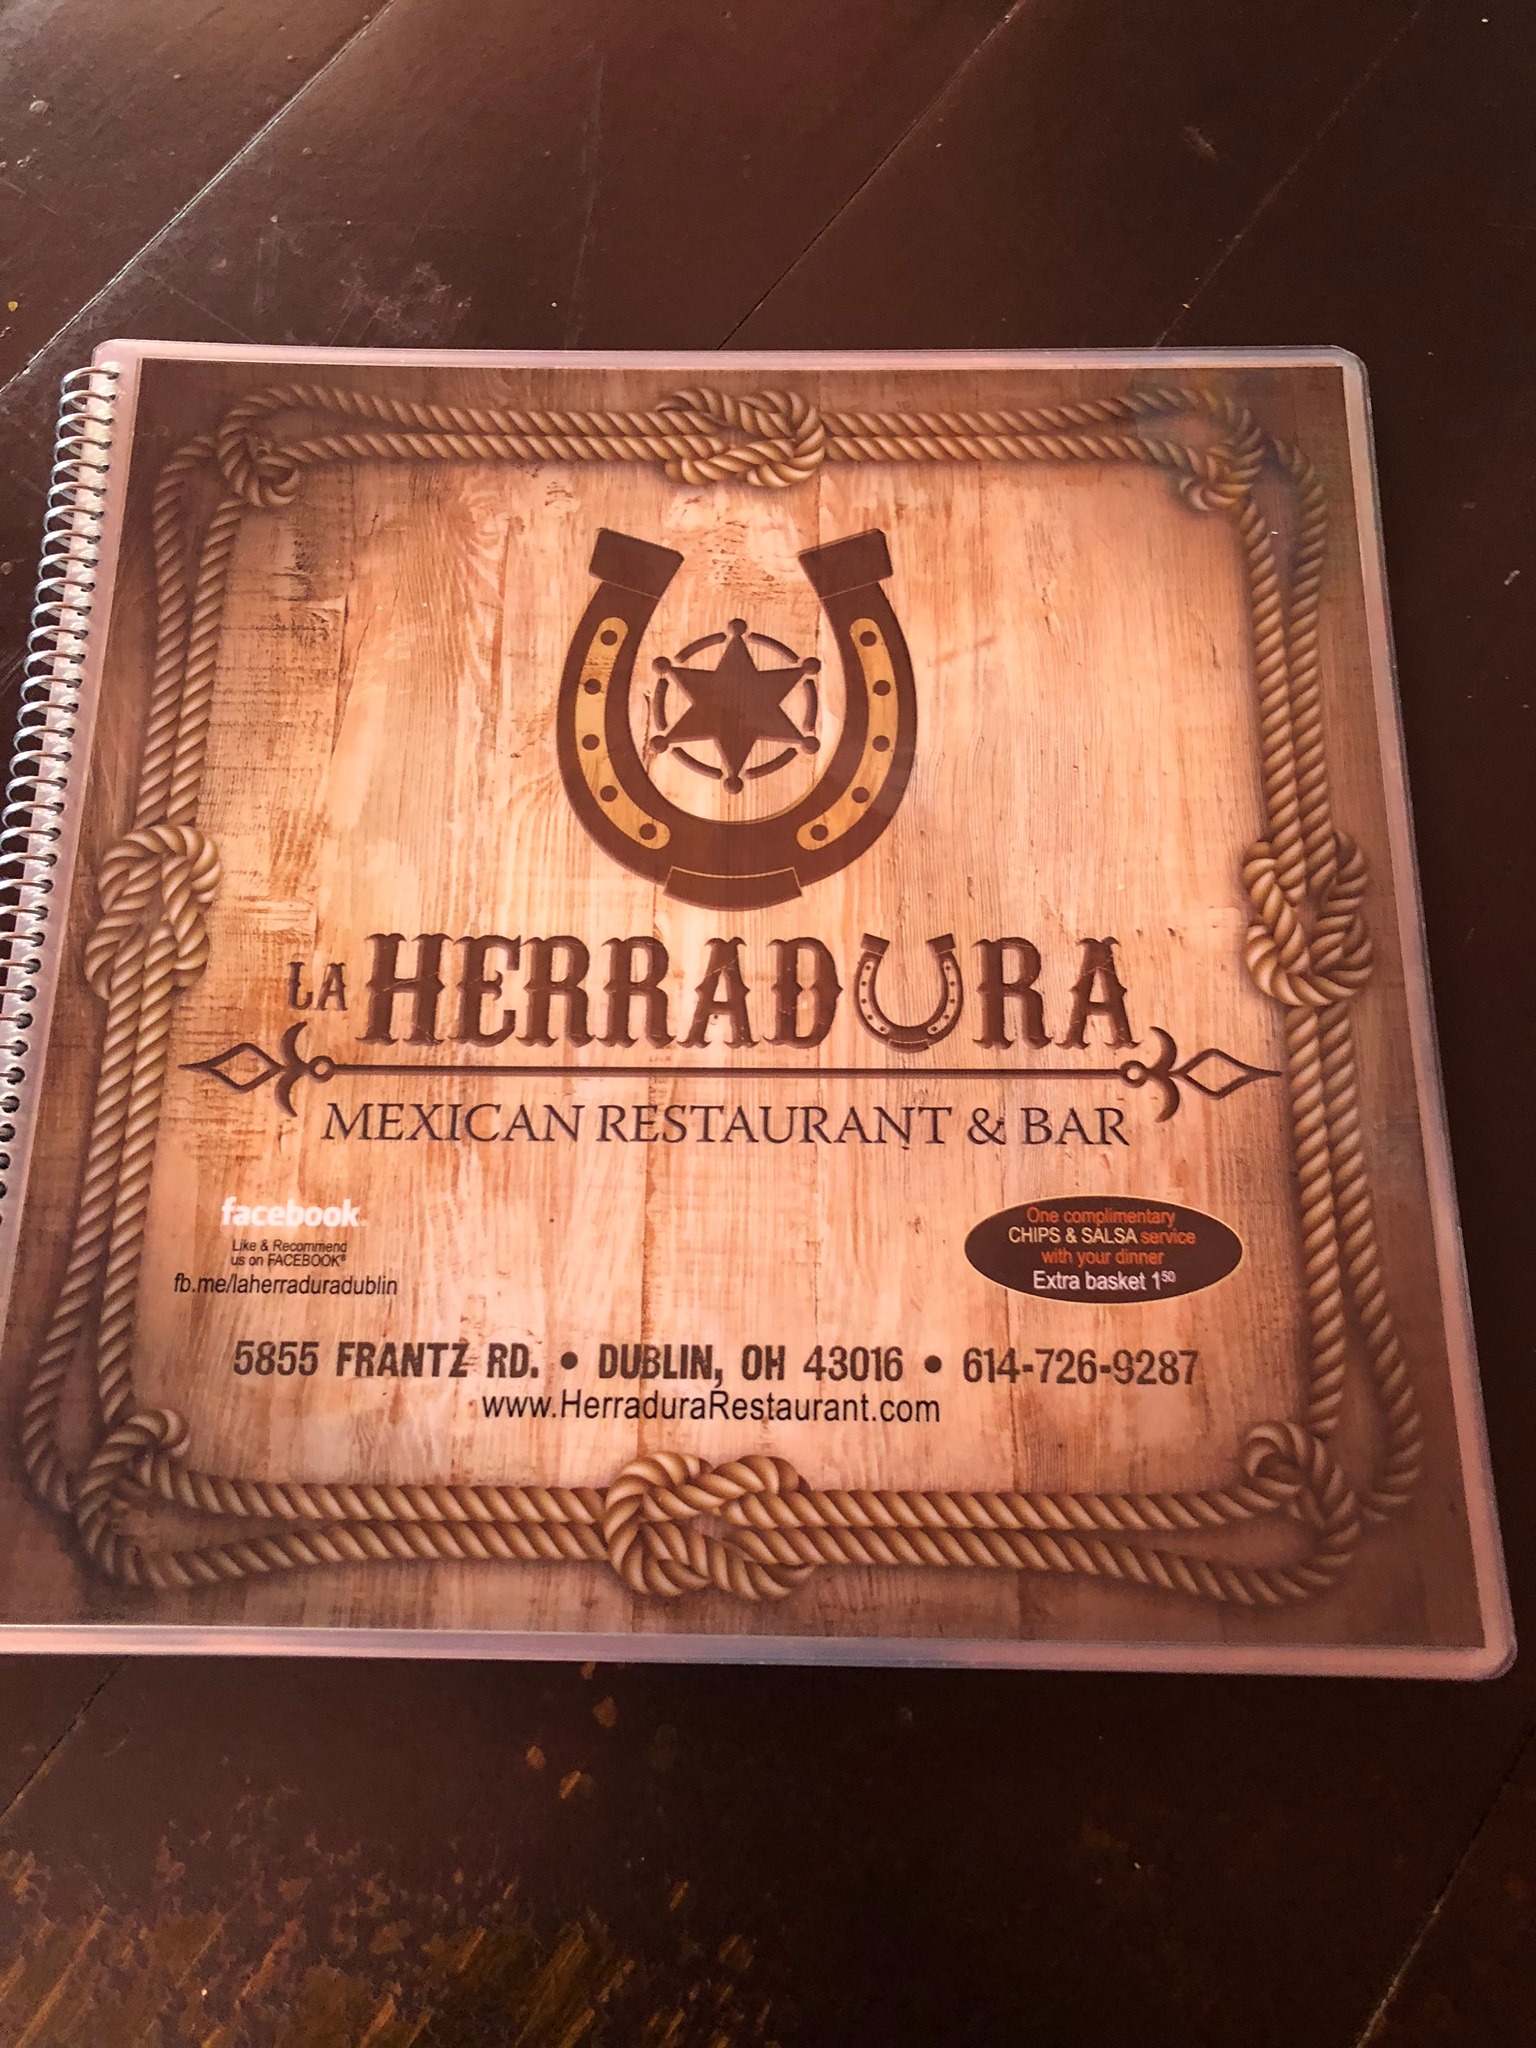 LA HERRADURA
MEXICAN RESTAURANT & BAR
facebook
Like & Recommend
us on FACEBOOK®
fb.me/laherraduradublin
One complimentary
CHIPS & SALSA service
with your dinner
Extra basket 1⁵⁰
5855 FRANTZ RD. • DUBLIN, OH 43016 • 614-726-9287
www.HerraduraRestaurant.com